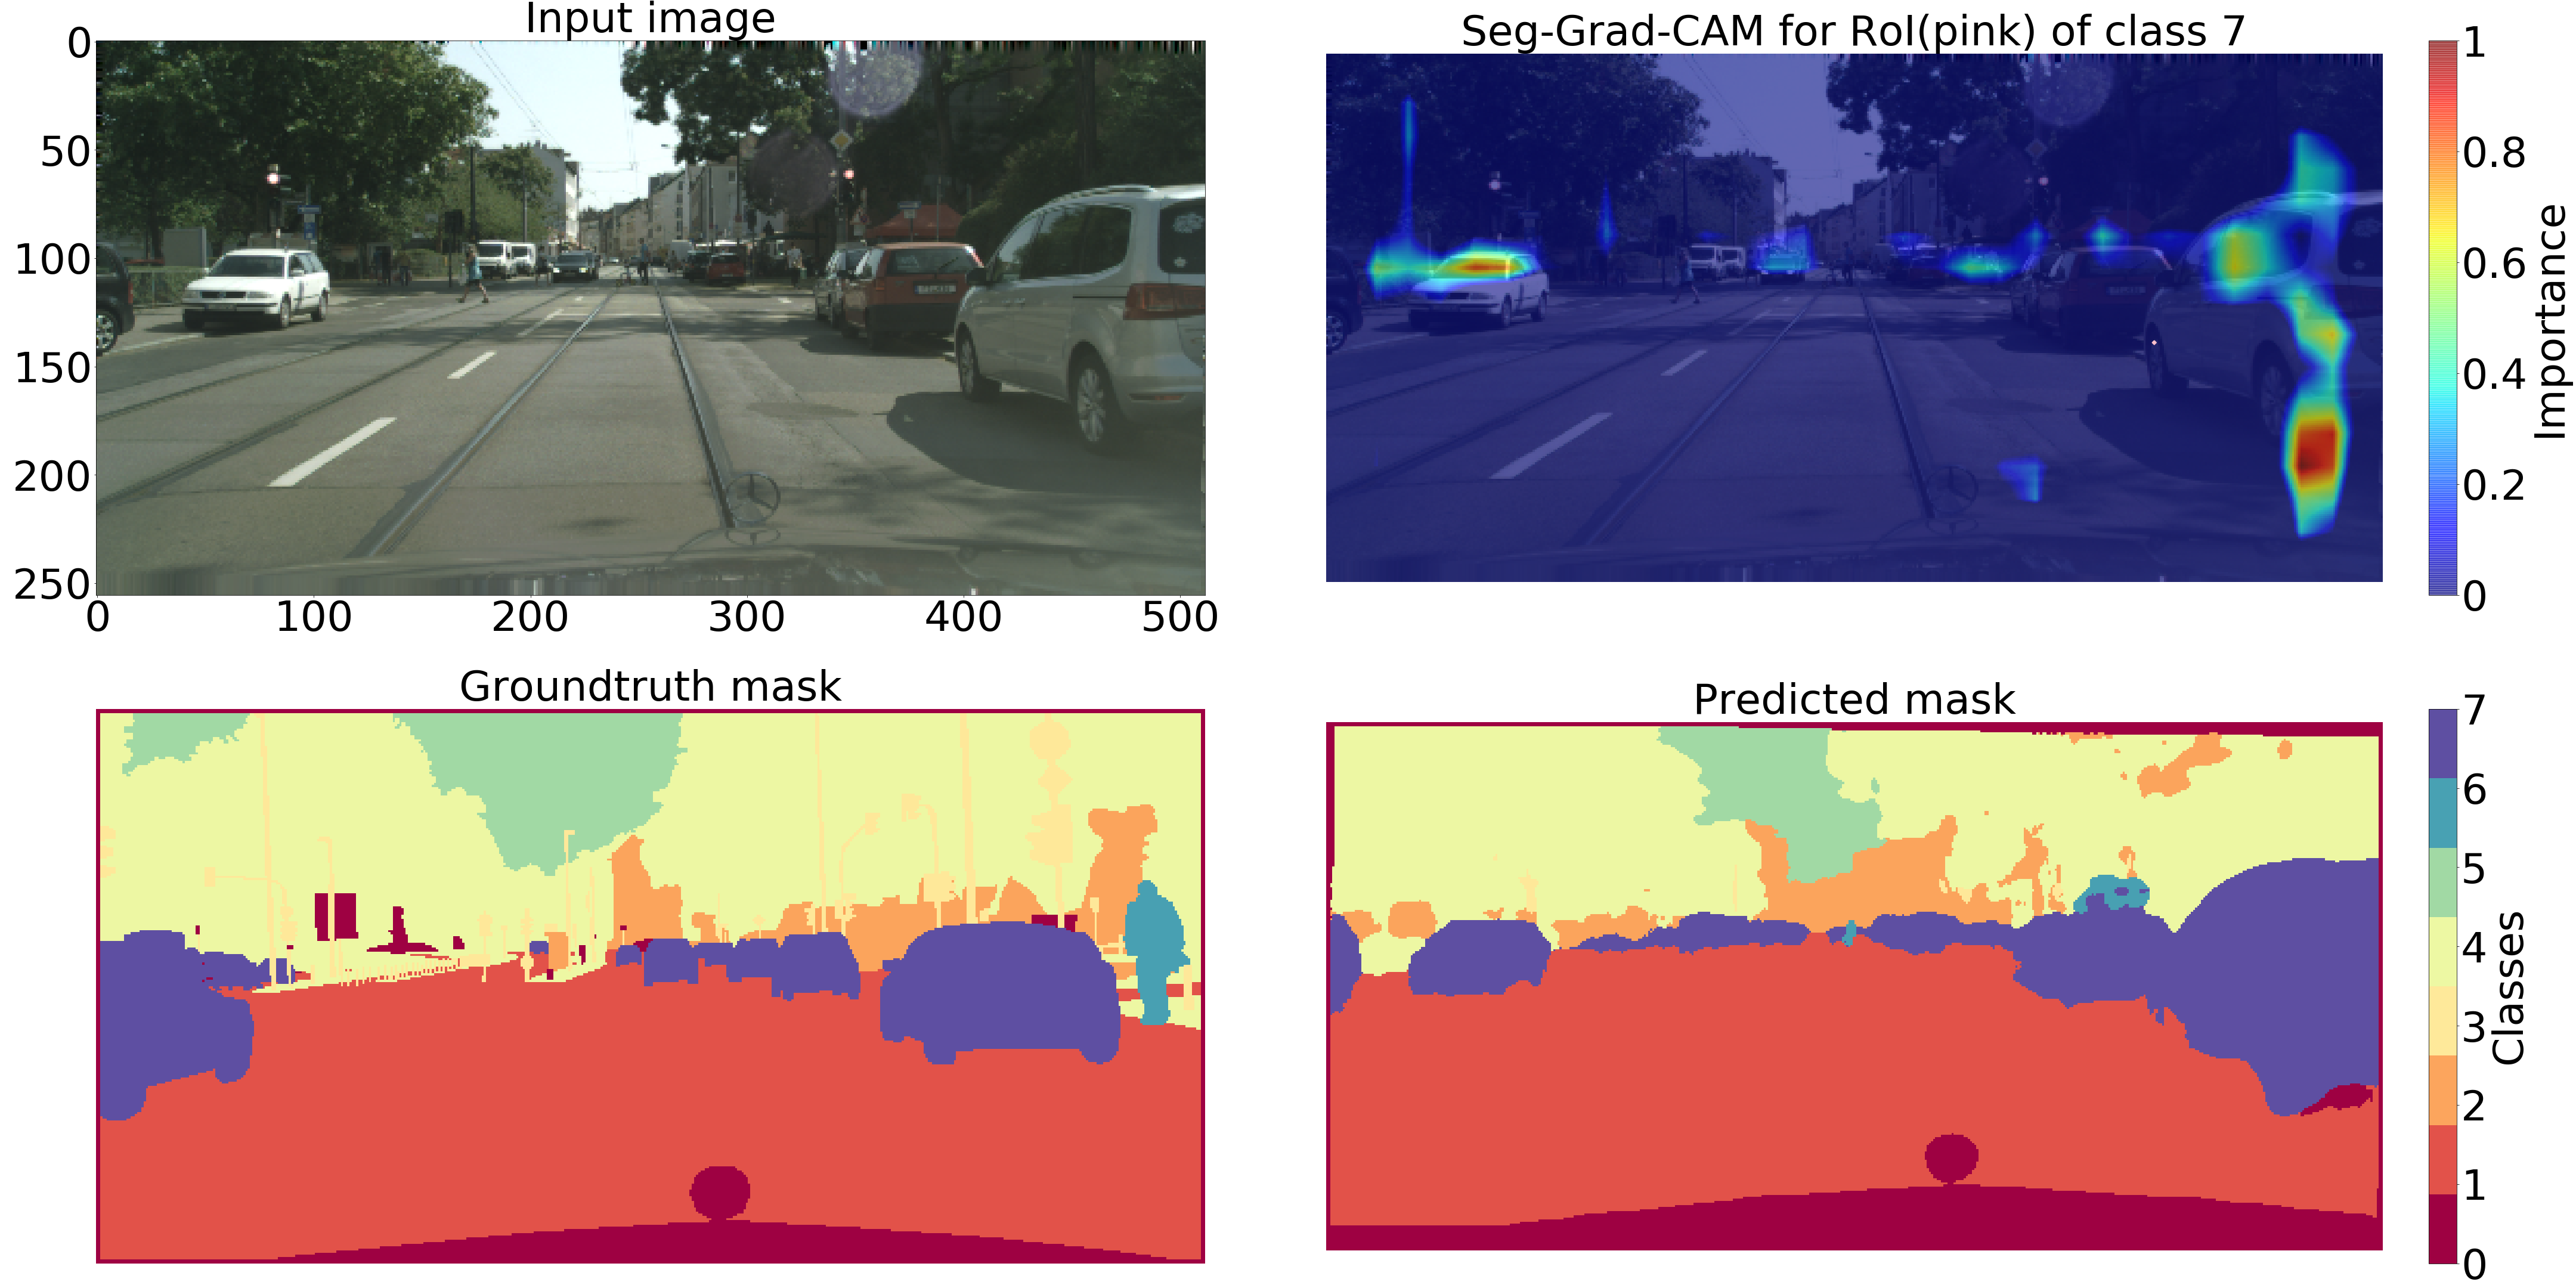 Input image
0
50
100
150
200
250
0 100 200 300 400 500
Seg-Grad-CAM for RoI(pink) of class 7
1
0.8
0.6
0.4
0.2
0
Importance
Groundtruth mask
Predicted mask
7
6
5
4
3
2
1
0
Classes